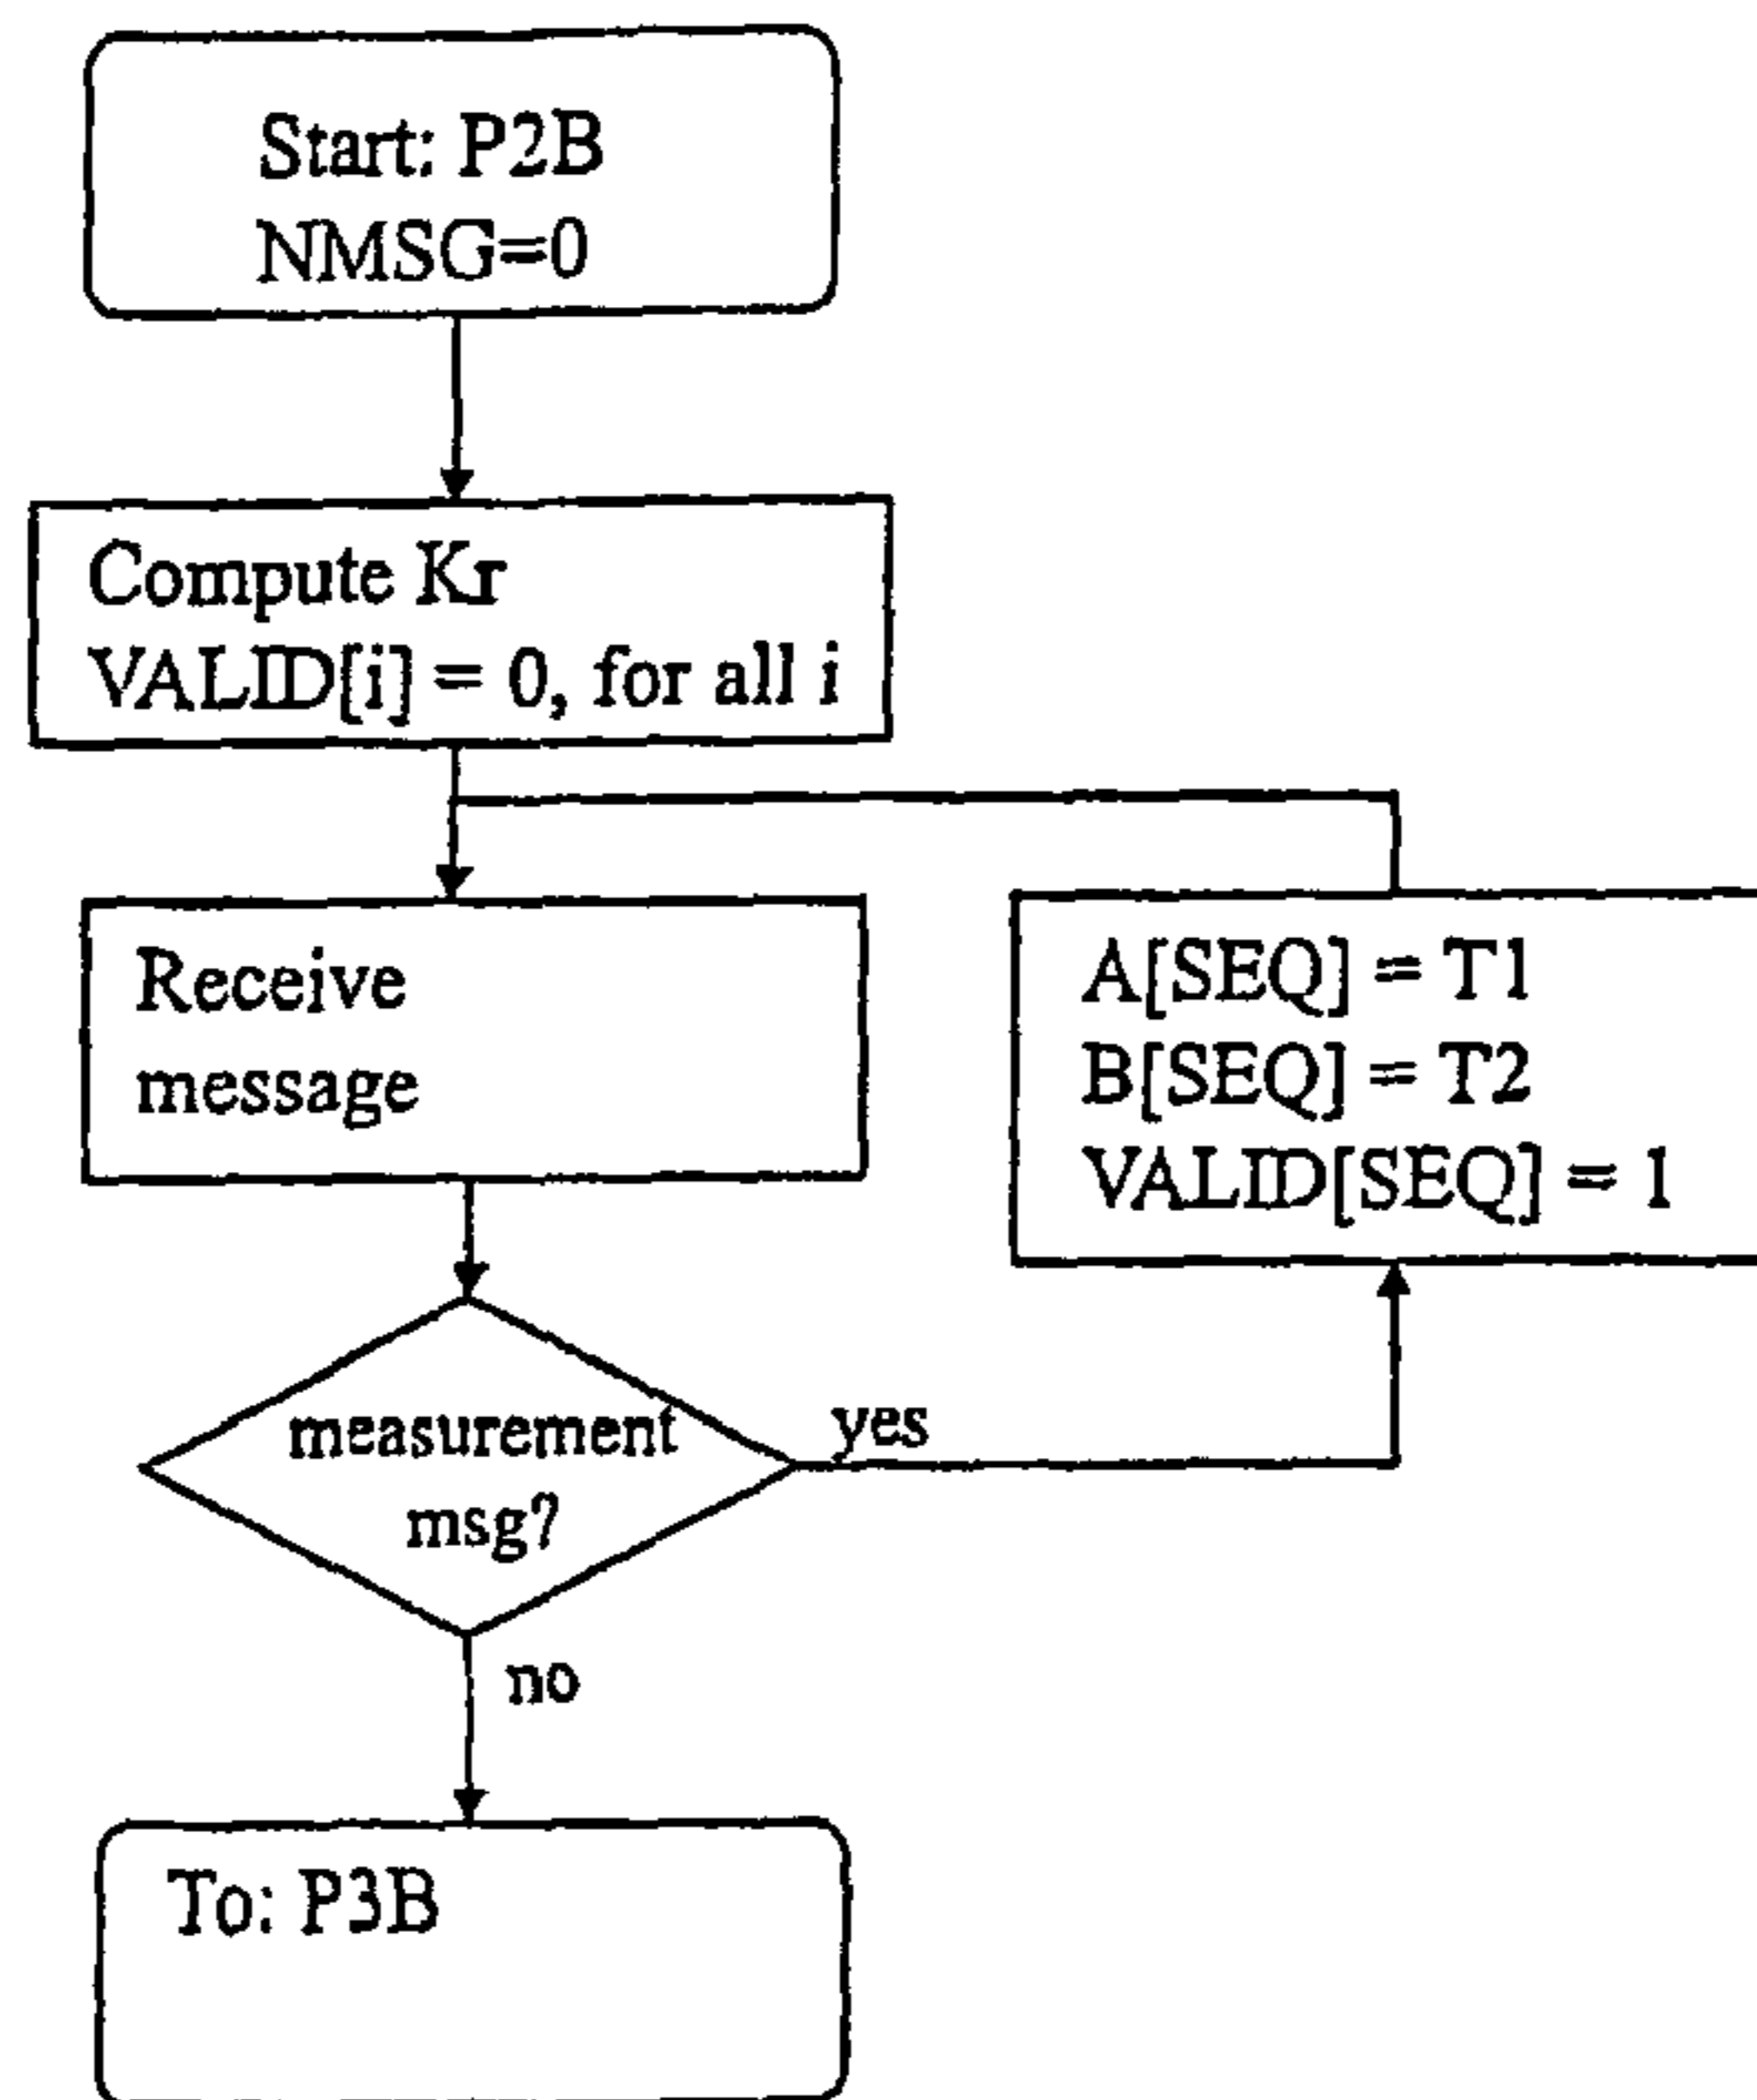 Start: P2B
NMSG=0
Compute Kr
VALID[i] = 0, for all i
Receive
message
A[SEQ] = T1
B[SEQ] = T2
VALID[SEQ] = 1
measurement
msg?
yes
no
To: P3B